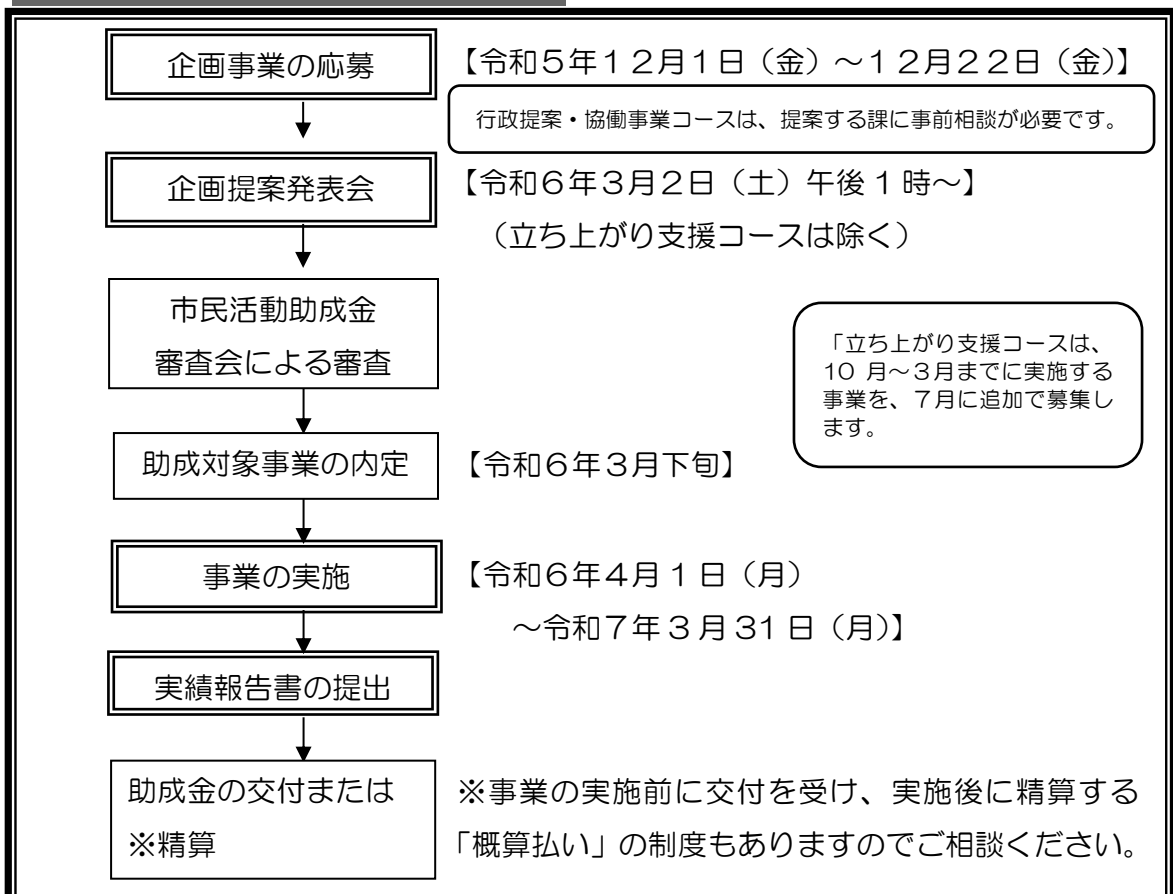 企画事業の応募
【令和5年12月1日（金）～12月22日（金）】
行政提案・協働事業コースは、提案する課に事前相談が必要です。
企画提案発表会
【令和6年3月2日（土）午後1時～】
（立ち上がり支援コースは除く）
市民活動助成金
審査会による審査
「立ち上がり支援コースは、
10 月～3月までに実施する
事業を、7月に追加で募集し
ます。
助成対象事業の内定
【令和6年3月下旬】
事業の実施
【令和6年4月1日（月）
～令和7年3月31日（月）】
実績報告書の提出
助成金の交付または
※精算
※事業の実施前に交付を受け、実施後に精算する
「概算払い」の制度もありますのでご相談ください。